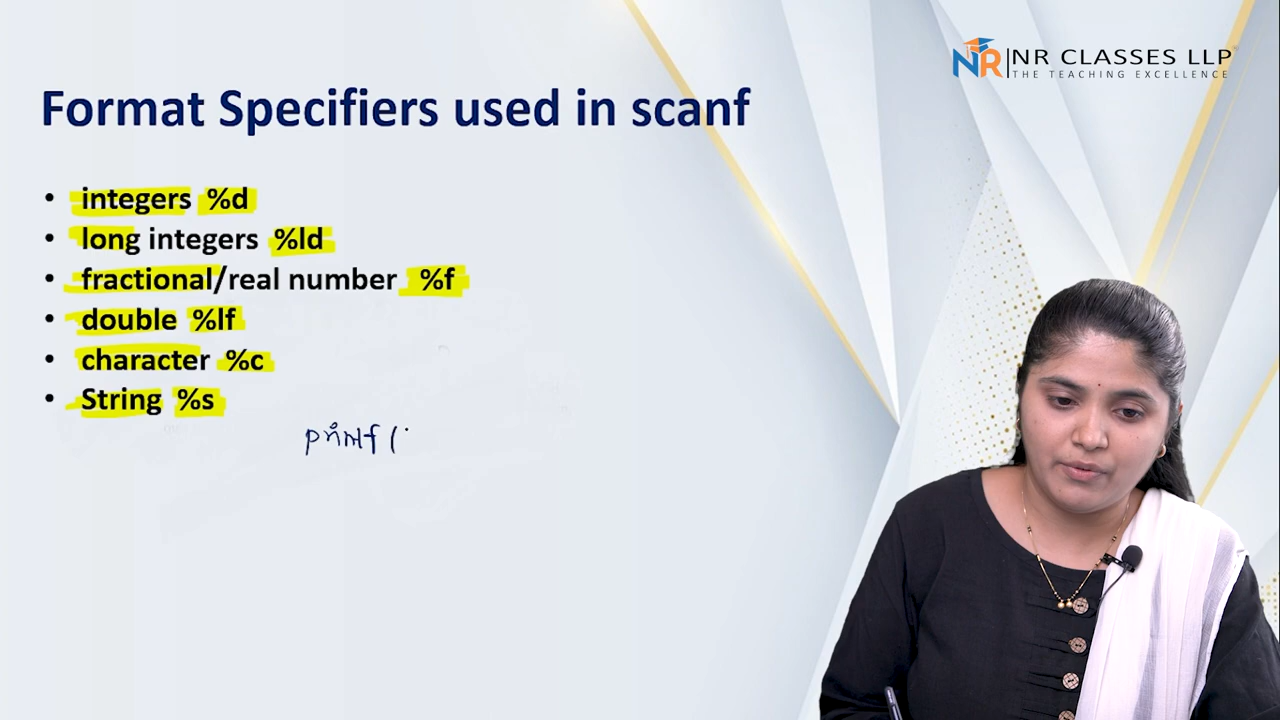 NR | NR CLASSES LLP
THE TEACHING EXCELLENCE
Format Specifiers used in scanf
• integers %d
• long integers %ld
• fractional/real number %f
• double %lf
• character %c
• String %s
printf (